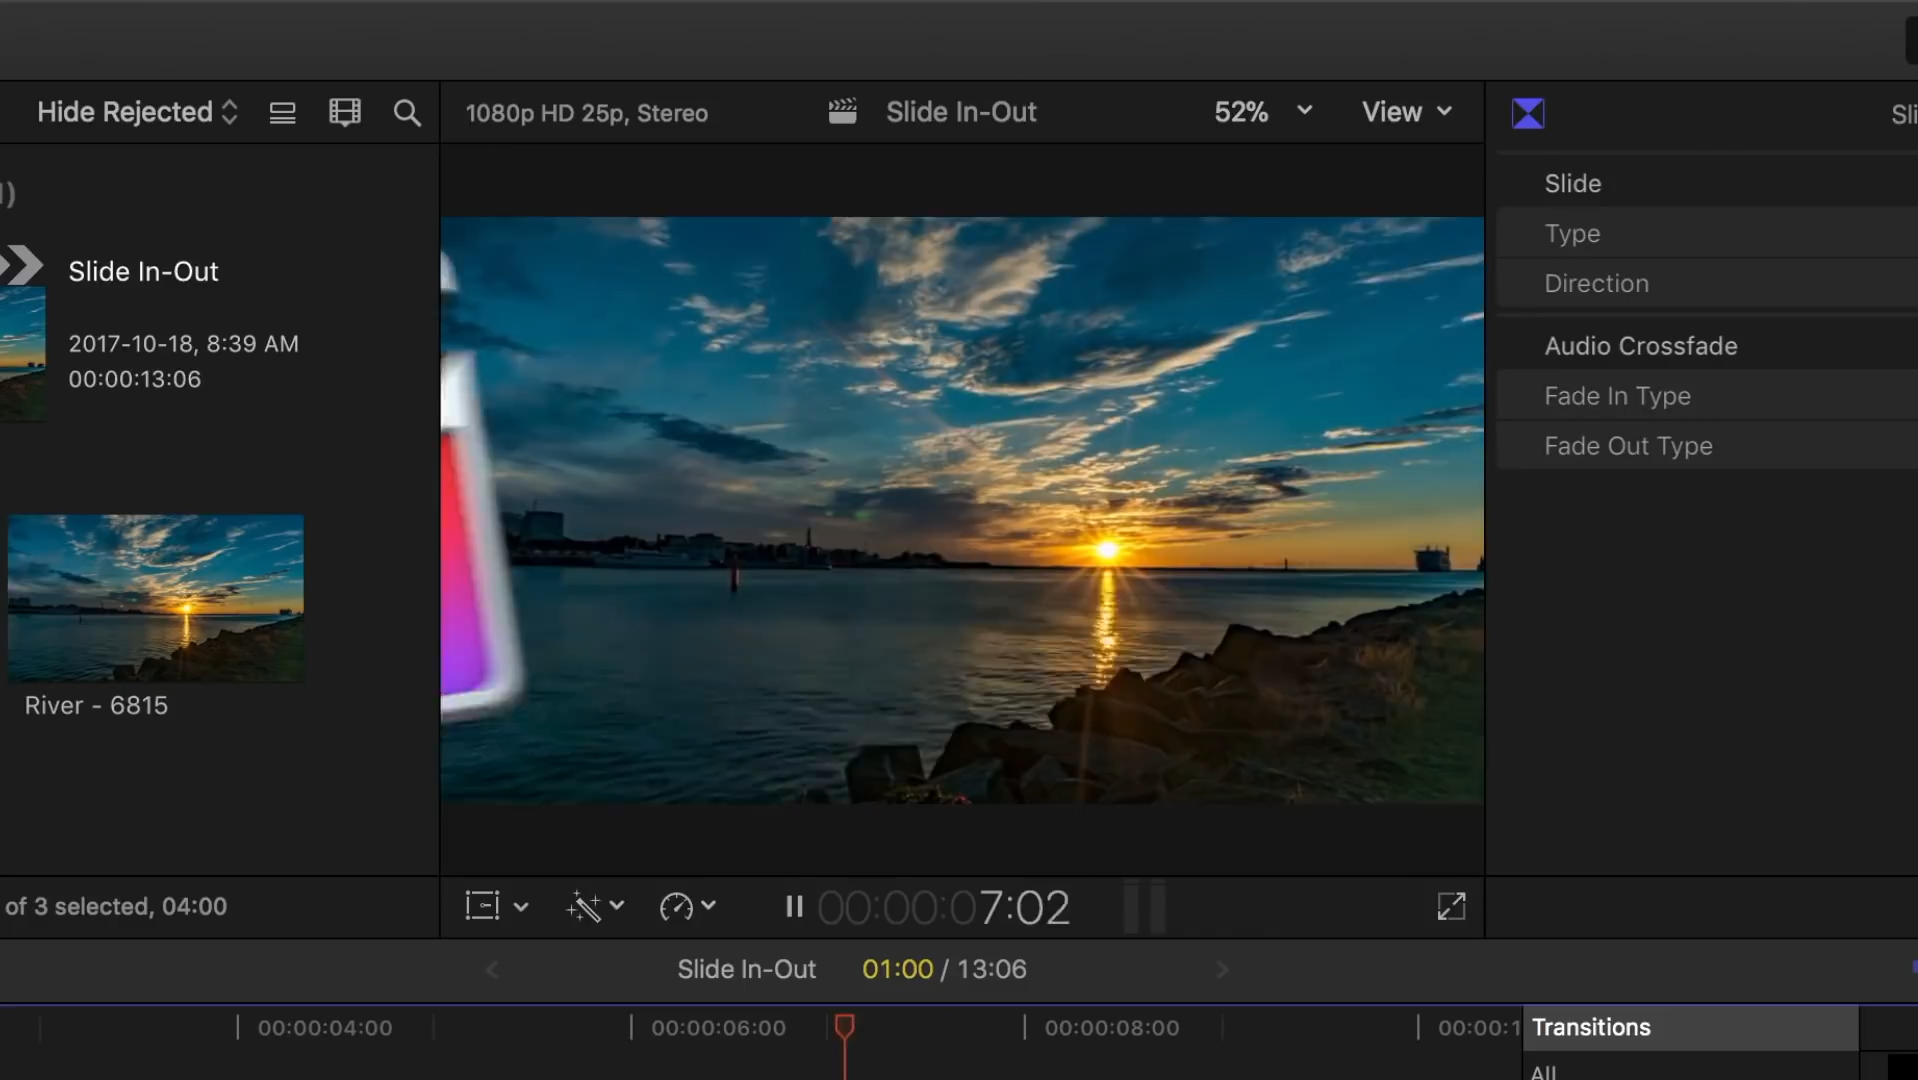 Hide Rejected
1080p HD 25p, Stereo
Slide In-Out
52%
View
Slide In-Out
2017-10-18, 8:39 AM
00:00:13:06
River - 6815
of 3 selected, 04:00
Slide
Type
Direction
Audio Crossfade
Fade In Type
Fade Out Type
00:00:07:02
Slide In-Out 01:00 / 13:06
00:00:04:00
00:00:06:00
00:00:08:00
Transitions
All